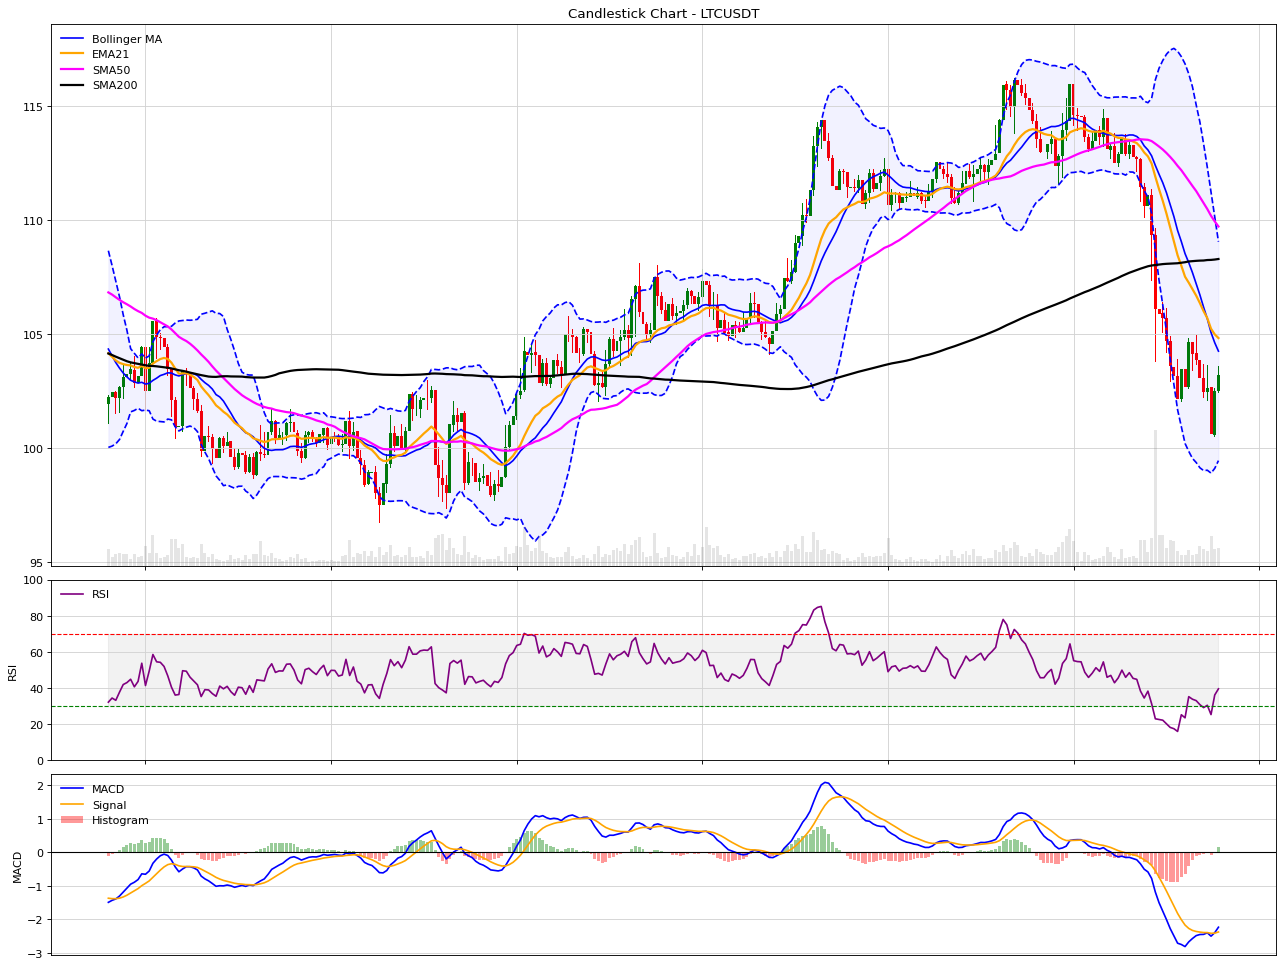 Candlestick Chart - LTCUSDT
Bollinger MA
EMA21
SMA50
SMA200
115
110
105
100
95
RSI
100
80
60
40
20
0
RSI
MACD
Signal
Histogram
2
1
0
−1
−2
−3
MACD